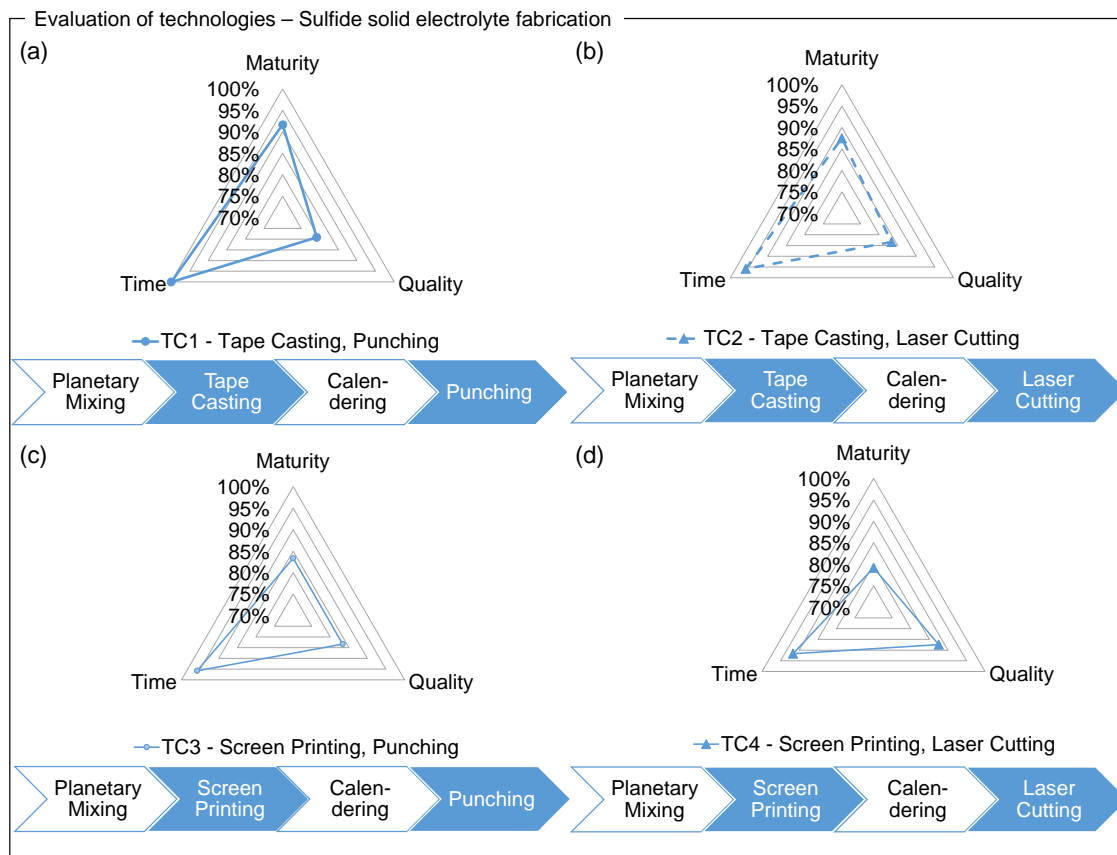 Evaluation of technologies – Sulfide solid electrolyte fabrication
(a)
Maturity
100%
95%
90%
85%
80%
75%
70%
Time
Quality
TC1 - Tape Casting, Punching
Planetary
Mixing
Tape
Casting
Calen-
dering
Punching
(b)
Maturity
100%
95%
90%
85%
80%
75%
70%
Time
Quality
TC2 - Tape Casting, Laser Cutting
Planetary
Mixing
Tape
Casting
Calen-
dering
Laser
Cutting
(c)
Maturity
100%
95%
90%
85%
80%
75%
70%
Time
Quality
TC3 - Screen Printing, Punching
Planetary
Mixing
Screen
Printing
Calen-
dering
Punching
(d)
Maturity
100%
95%
90%
85%
80%
75%
70%
Time
Quality
TC4 - Screen Printing, Laser Cutting
Planetary
Mixing
Screen
Printing
Calen-
dering
Laser
Cutting